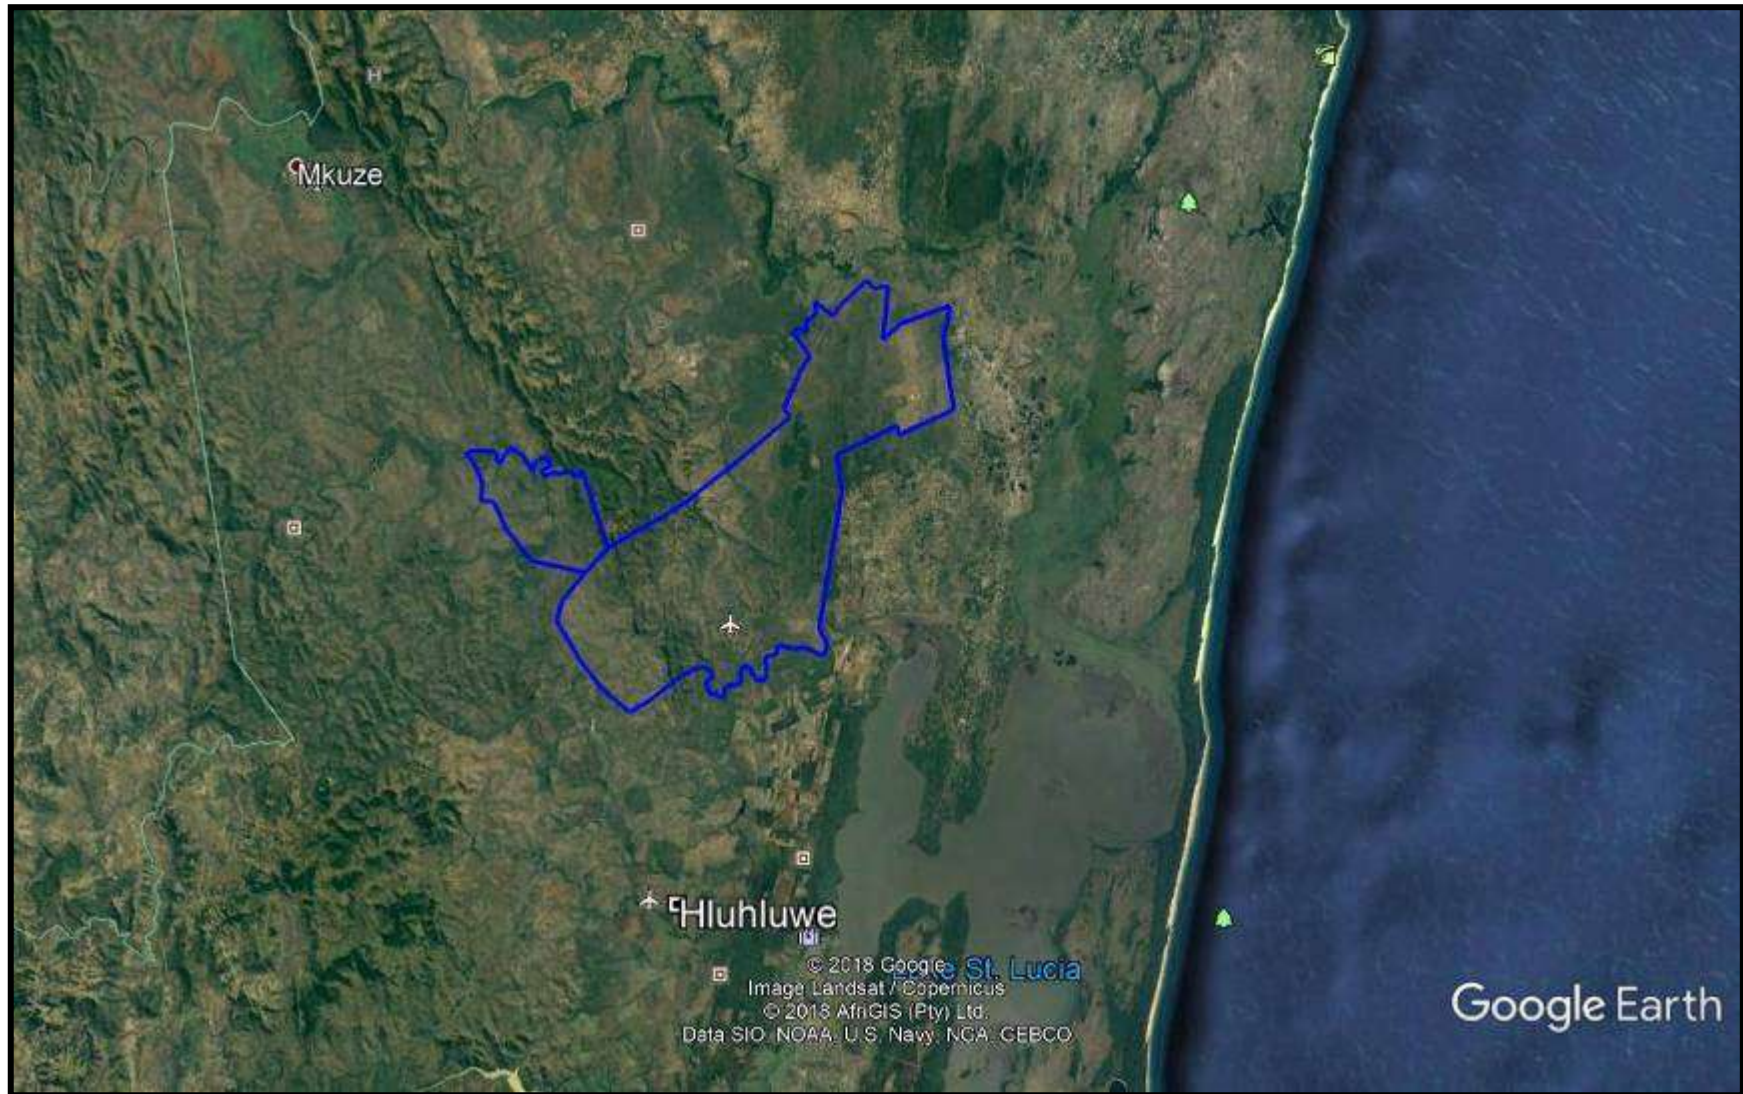 H
Mkuze
Hluhluwe
© 2018 Google
Lake St. Lucia
Image Landsat / Copernicus
© 2018 AfriGIS (Pty) Ltd.
Data SIO, NOAA, U.S. Navy, NGA, GEBCO
Google Earth